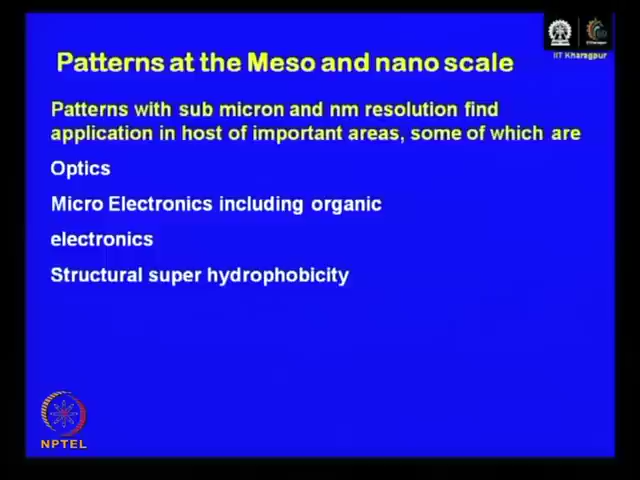 IIT Kharagpur
Patterns at the Meso and nano scale
Patterns with sub micron and nm resolution find
application in host of important areas, some of which are
Optics
Micro Electronics including organic
electronics
Structural super hydrophobicity
NPTEL